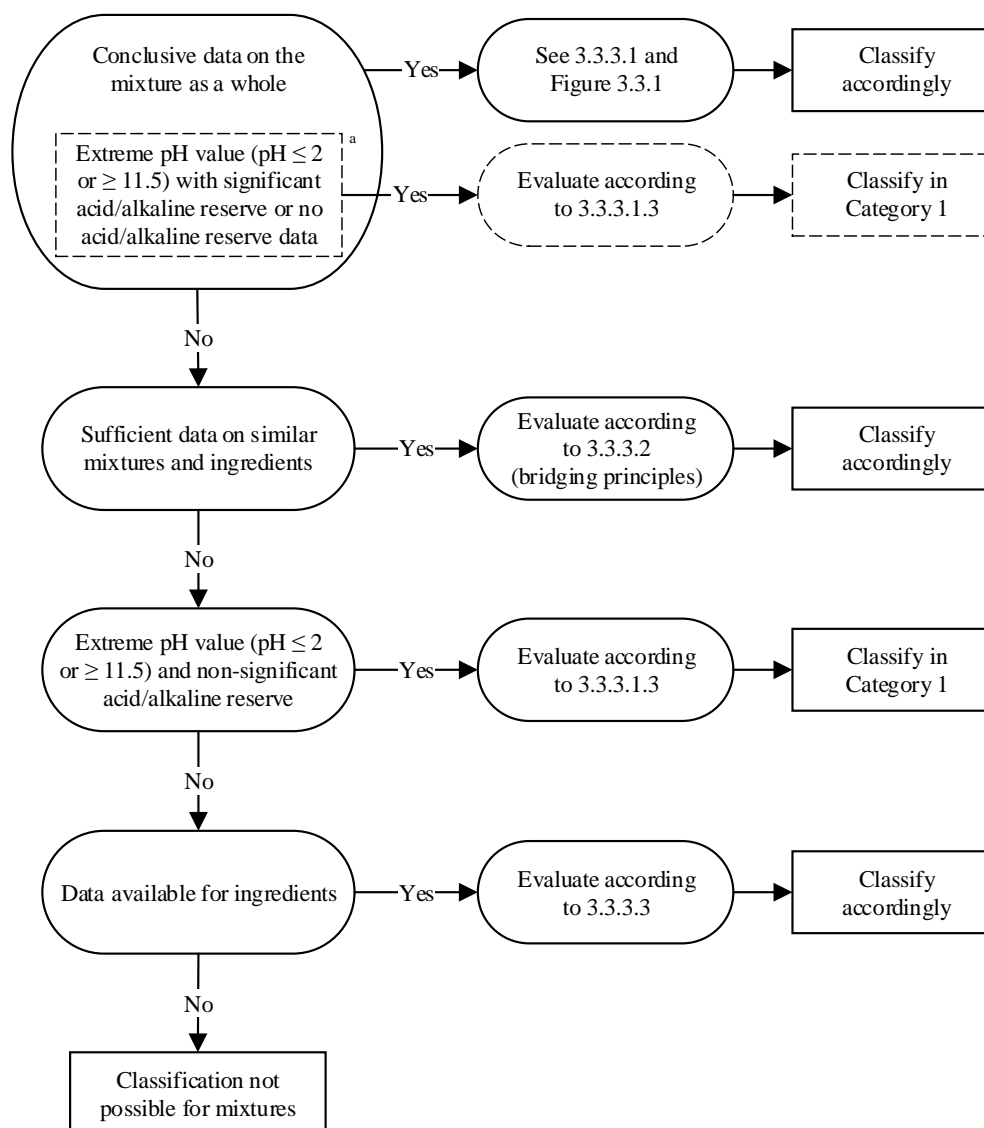 Conclusive data on the
mixture as a whole
Yes
See 3.3.3.1 and
Figure 3.3.1
Classify
accordingly
Extreme pH value (pH ≤ 2
or ≥ 11.5) with significant
acid/alkaline reserve or no
acid/alkaline reserve data
a
Yes
Evaluate according
to 3.3.3.1.3
Classify in
Category 1
No
Sufficient data on similar
mixtures and ingredients
Yes
Evaluate according
to 3.3.3.2
(bridging principles)
Classify
accordingly
No
Extreme pH value (pH ≤ 2
or ≥ 11.5) and non-significant
acid/alkaline reserve
Yes
Evaluate according
to 3.3.3.1.3
Classify in
Category 1
No
Data available for ingredients
Yes
Evaluate according
to 3.3.3.3
Classify
accordingly
No
Classification not
possible for mixtures